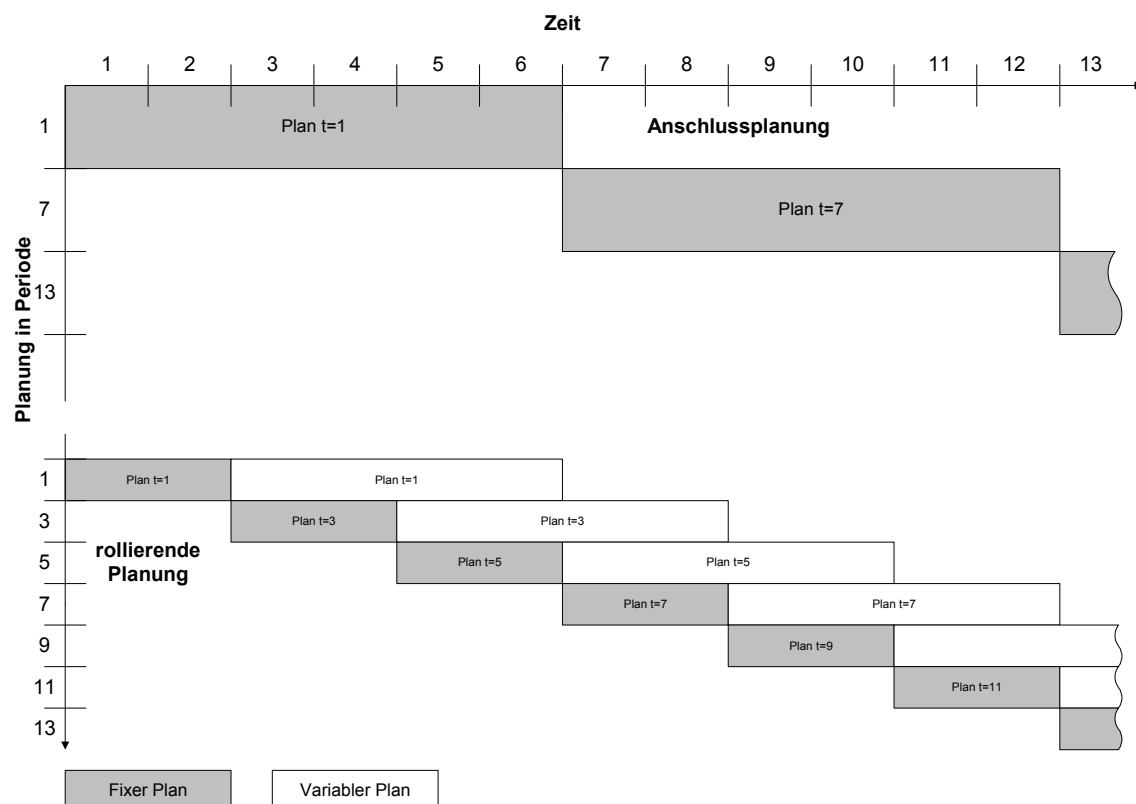 Zeit
1 2 3 4 5 6 7 8 9 10 11 12 13
1 Plan t=1 Anschlussplanung
7 Plan t=7
13
Planung in Periode
1 Plan t=1 Plan t=1
3 Plan t=3 Plan t=3
rollierende
Planung
5 Plan t=5 Plan t=5
7 Plan t=7 Plan t=7
9 Plan t=9
11 Plan t=11
13
Fixer Plan Variabler Plan